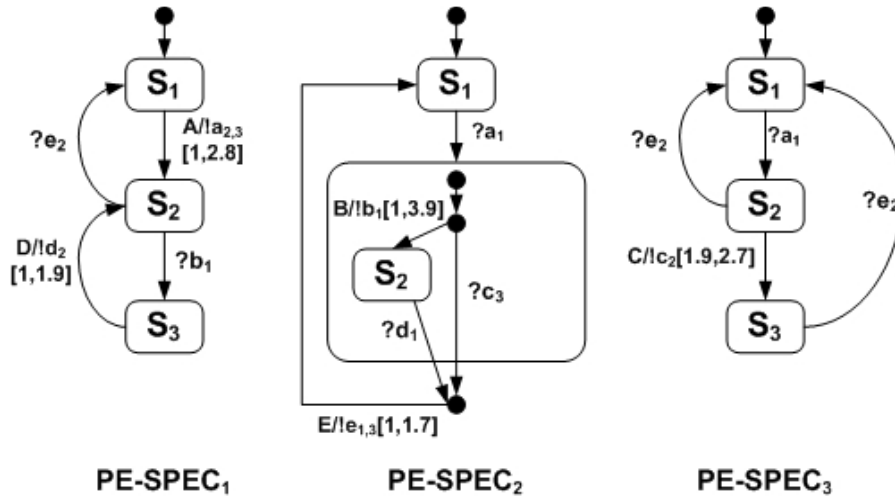 S₁
A/!a₂,₃
[1,2.8]
?e₂
S₂
D/!d₂
[1,1.9]
?b₁
S₃
PE-SPEC₁
S₁
?a₁
B/!b₁[1,3.9]
S₂
?c₃
?d₁
E/!e₁,₃[1,1.7]
PE-SPEC₂
S₁
?e₂
?a₁
?e₂
S₂
C/!c₂[1.9,2.7]
S₃
PE-SPEC₃